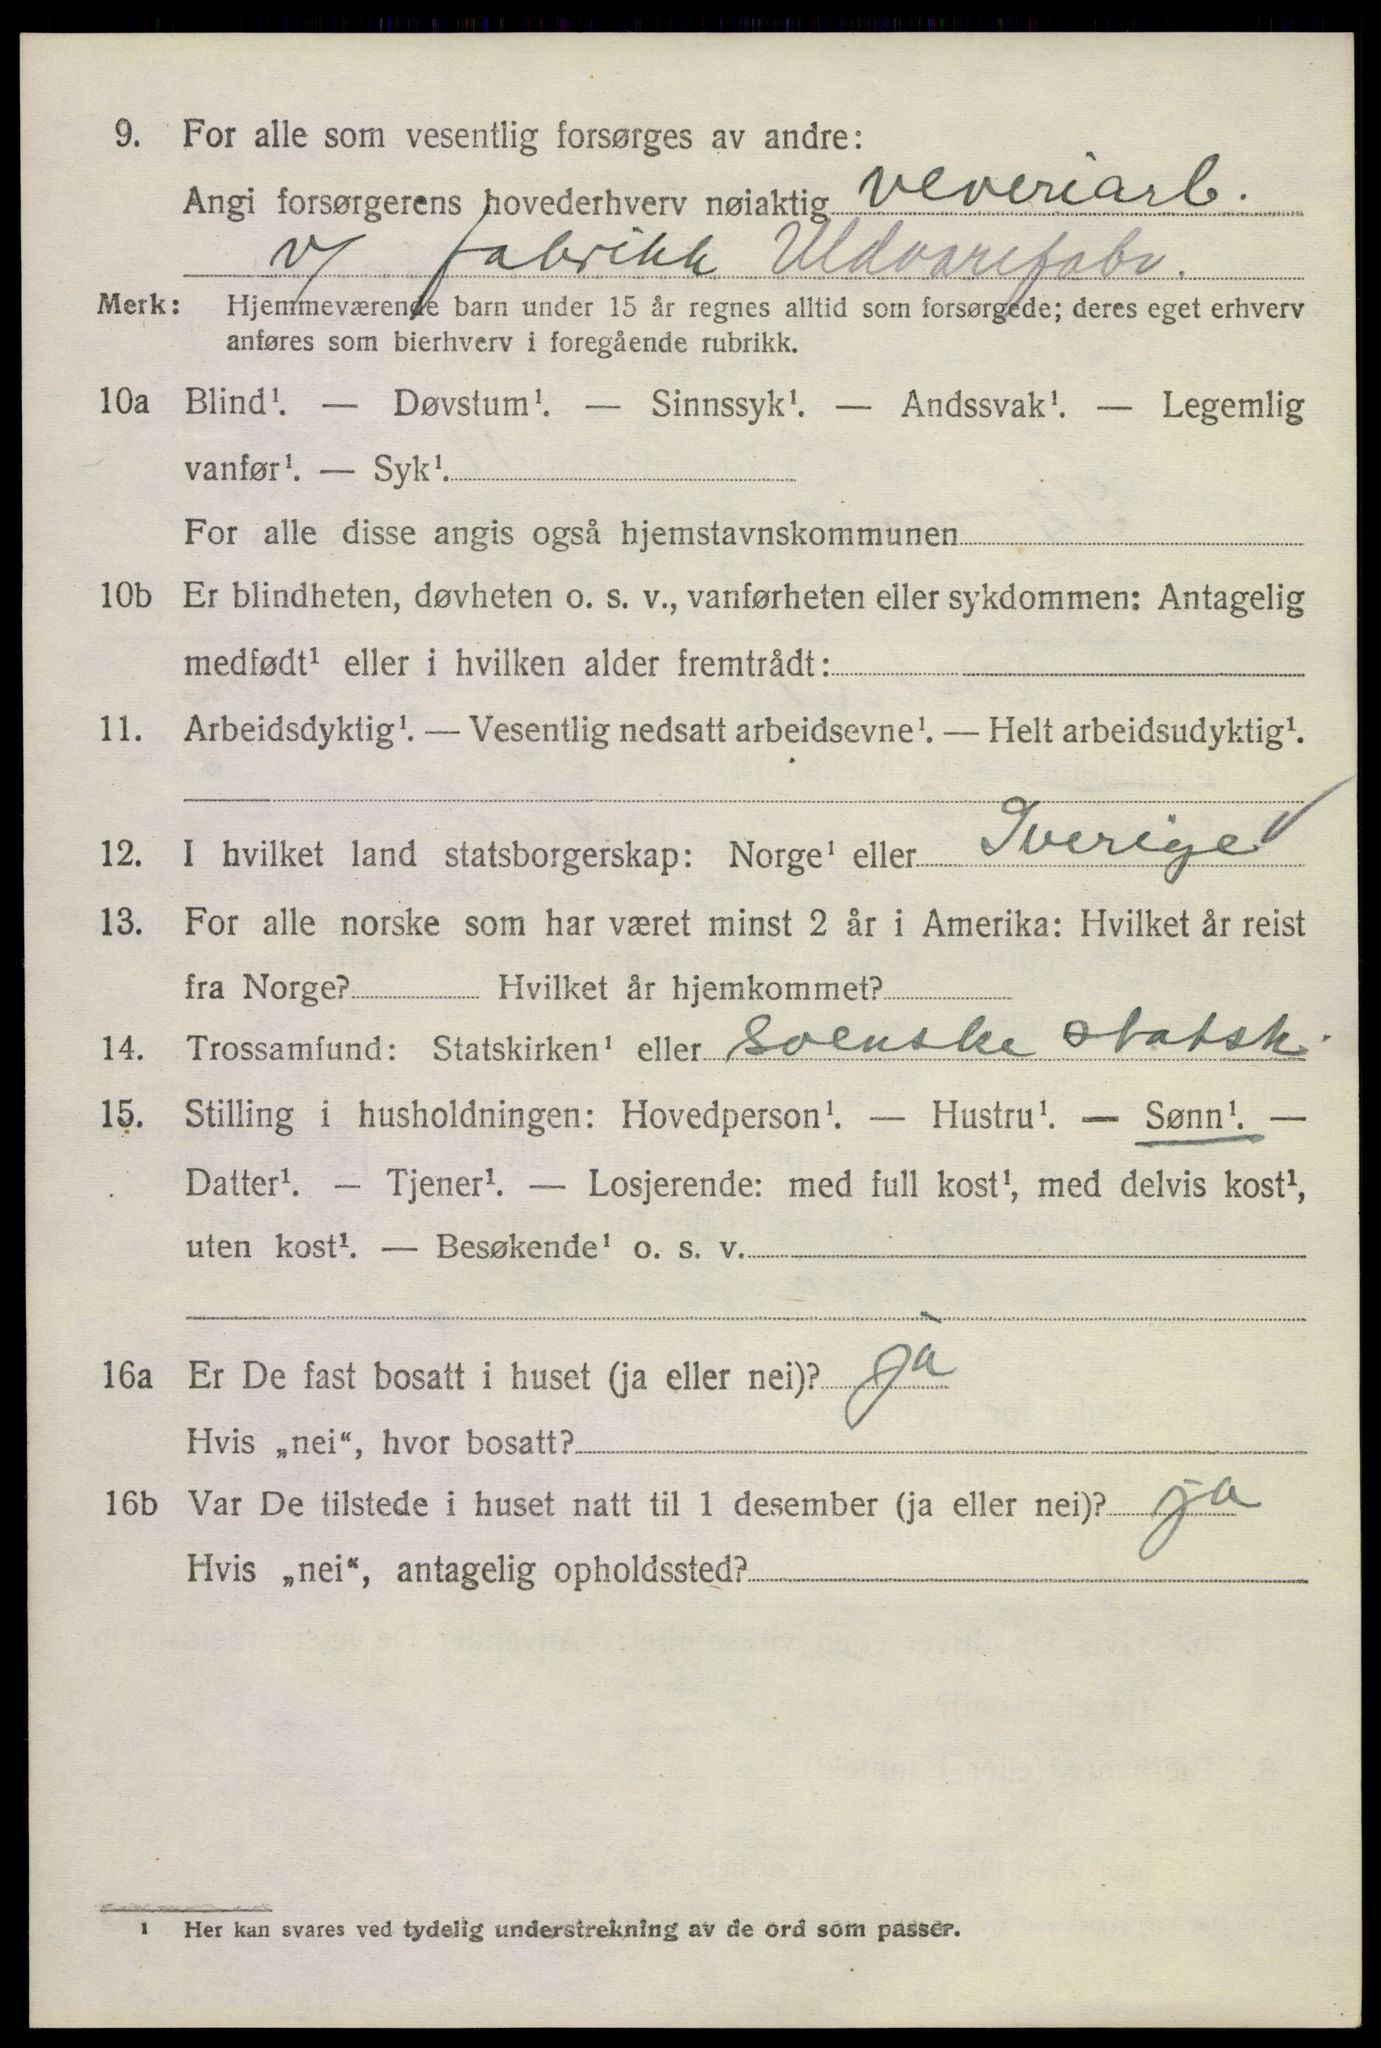 9. For alle som vesentlig forsørges av andre:
Angi forsørgerens hovederhverv nøiaktig veveriarb.
v/ fabrikk Uldvarefabr.
Merk: Hjemmeværende barn under 15 år regnes alltid som forsørgede; deres eget erhverv
anføres som bierhverv i foregående rubrikk.
10a Blind¹. — Døvstum¹. — Sinnssyk¹. — Andssvak¹. — Legemlig
vanfør¹. — Syk¹.
For alle disse angis også hjemstavnskommunen
10b Er blindheten, døvheten o. s. v., vanførheten eller sykdommen: Antagelig
medfødt¹ eller i hvilken alder fremtrådt:
11. Arbeidsdyktig¹. — Vesentlig nedsatt arbeidsevne¹. — Helt arbeidsudyktig¹.
12. I hvilket land statsborgerskap: Norge¹ eller Sverige
13. For alle norske som har været minst 2 år i Amerika: Hvilket år reist
fra Norge? Hvilket år hjemkommet?
14. Trossamfund: Statskirken¹ eller svenske statsk.
15. Stilling i husholdningen: Hovedperson¹. — Hustru¹. — Sønn¹. —
Datter¹. — Tjener¹. — Losjerende: med full kost¹, med delvis kost¹,
uten kost¹. — Besøkende¹ o. s. v.
16a Er De fast bosatt i huset (ja eller nei)? ja
Hvis „nei“, hvor bosatt?
16b Var De tilstede i huset natt til 1 desember (ja eller nei)? ja
Hvis „nei“, antagelig opholdssted?
¹ Her kan svares ved tydelig understrekning av de ord som passer.